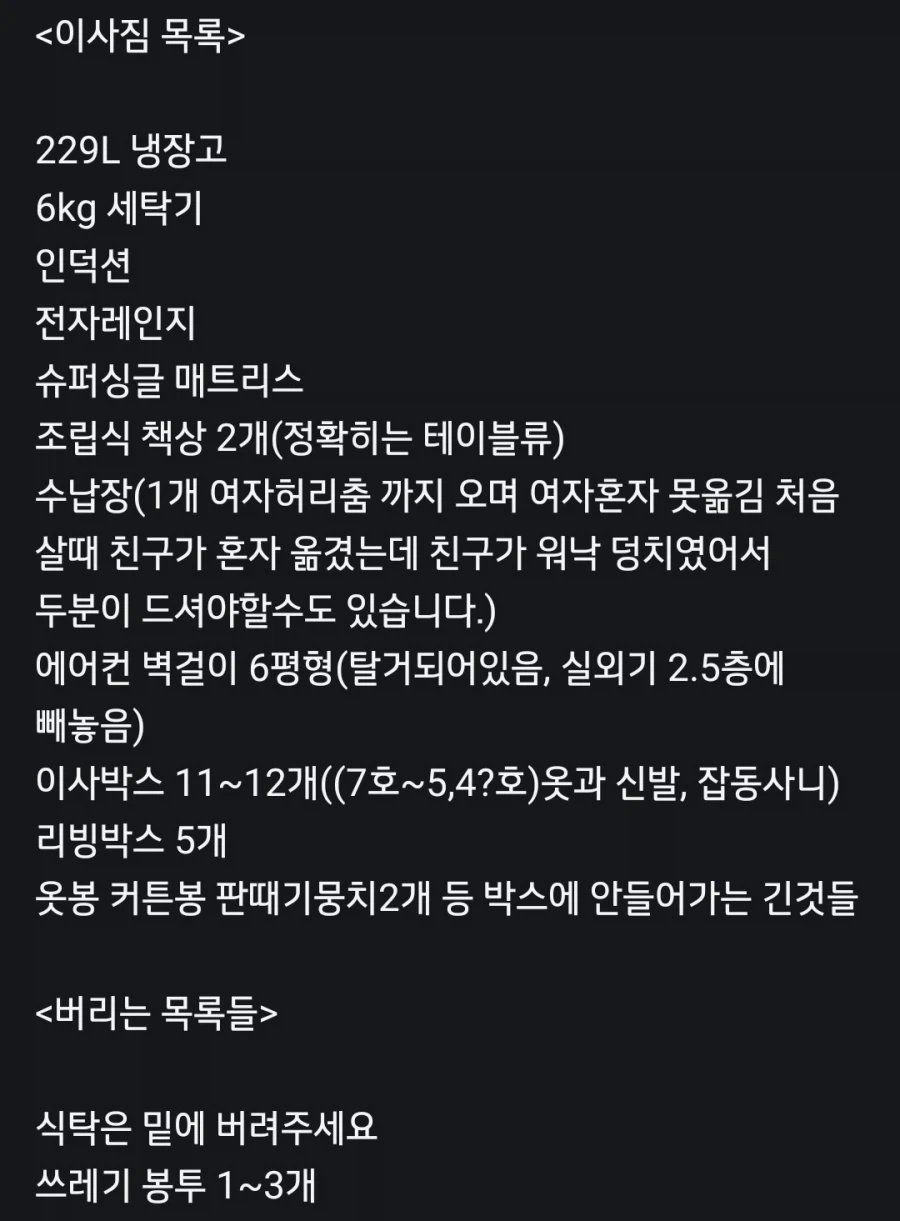 <이사짐 목록>
229L 냉장고
6kg 세탁기
인덕션
전자레인지
슈퍼싱글 매트리스
조립식 책상 2개(정확히는 테이블류)
수납장(1개 여자허리춤 까지 오며 여자혼자 못옮김 처음
살때 친구가 혼자 옮겼는데 친구가 워낙 덩치였어서
두분이 드셔야할수도 있습니다.)
에어컨 벽걸이 6평형(탈거되어있음, 실외기 2.5층에
빼놓음)
이사박스 11~12개((7호~5,4?호)옷과 신발, 잡동사니)
리빙박스 5개
옷봉 커튼봉 판때기뭉치2개 등 박스에 안들어가는 긴것들
<버리는 목록들>
식탁은 밑에 버려주세요
쓰레기 봉투 1~3개